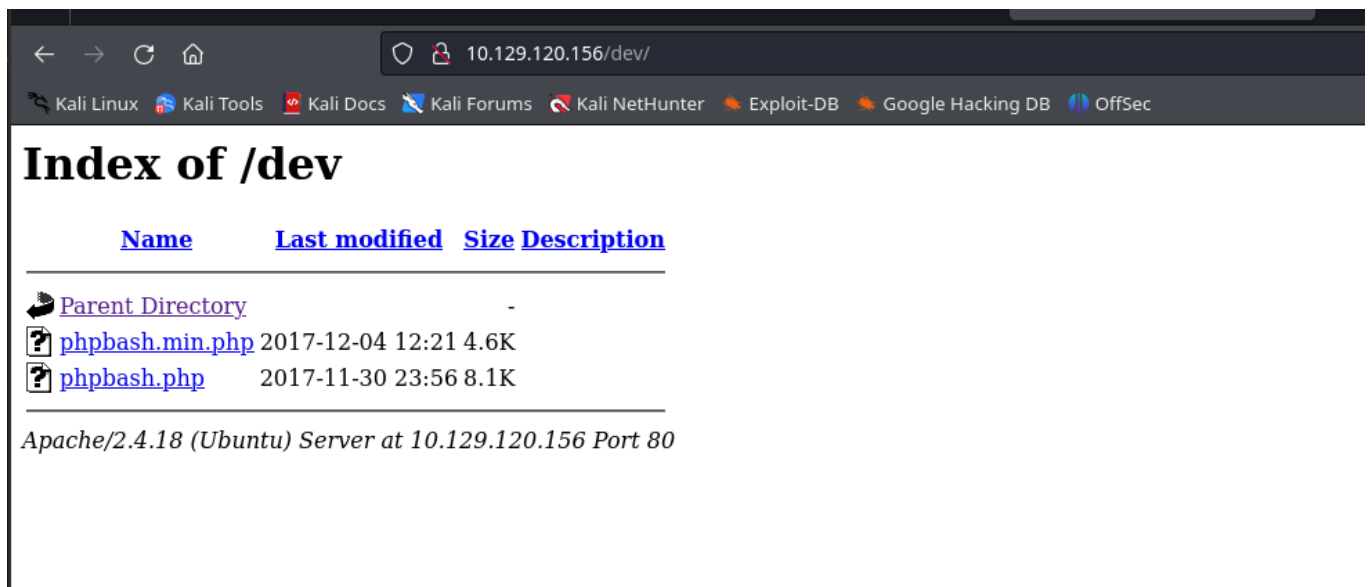 10.129.120.156/dev/
Kali Linux Kali Tools Kali Docs Kali Forums Kali NetHunter Exploit-DB Google Hacking DB OffSec
Index of /dev
Name Last modified Size Description
Parent Directory -
phpbash.min.php 2017-12-04 12:21 4.6K
phpbash.php 2017-11-30 23:56 8.1K
Apache/2.4.18 (Ubuntu) Server at 10.129.120.156 Port 80